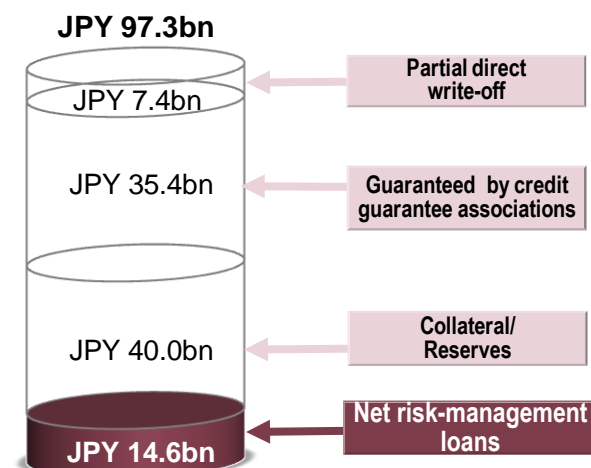 JPY 97.3bn
Partial direct
write-off
JPY 7.4bn
JPY 35.4bn
Guaranteed by credit
guarantee associations
JPY 40.0bn
Collateral/
Reserves
Net risk-management
loans
JPY 14.6bn